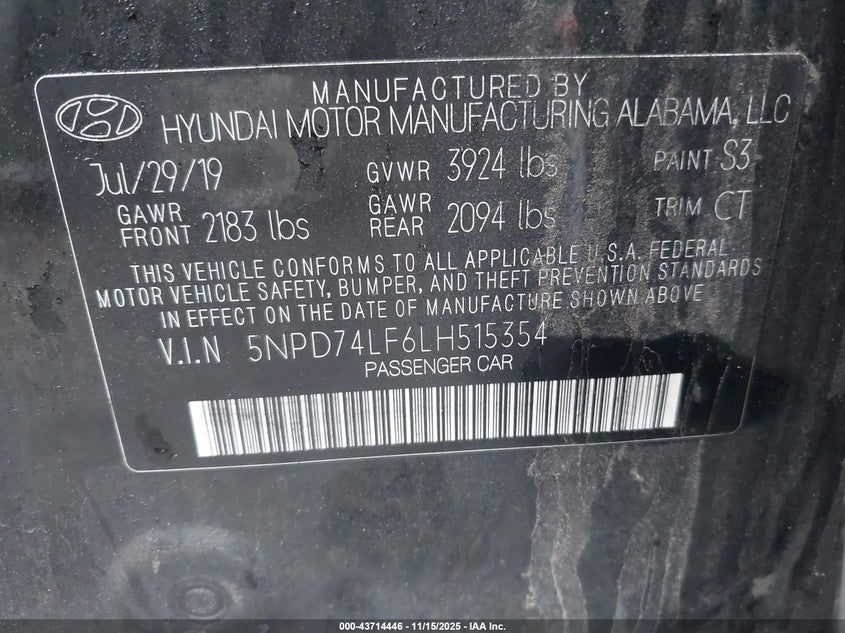 MANUFACTURED BY
HYUNDAI MOTOR MANUFACTURING ALABAMA, LLC
Jul/29/19 GVWR 3924 lbs PAINT S3
GAWR FRONT 2183 lbs GAWR REAR 2094 lbs TRIM CT
THIS VEHICLE CONFORMS TO ALL APPLICABLE U.S.A. FEDERAL
MOTOR VEHICLE SAFETY, BUMPER, AND THEFT PREVENTION STANDARDS
IN EFFECT ON THE DATE OF MANUFACTURE SHOWN ABOVE
V.I.N 5NPD74LF6LH515354
PASSENGER CAR
000-43714446 - 11/15/2025 - IAA Inc.